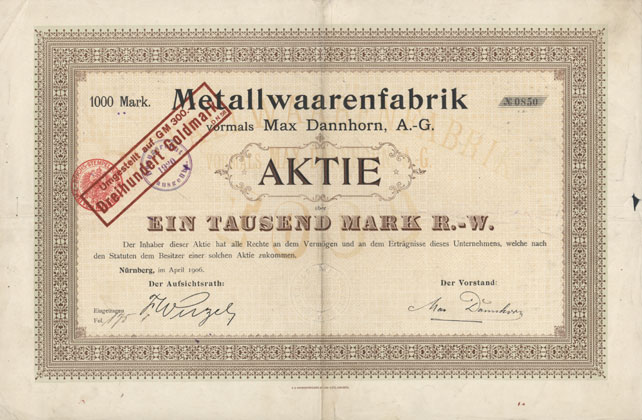 1000 Mark.
Metallwaarenfabrik
№ 0850
vormals Max Dannhorn, A.-G.
Umgestellt auf GM 300.-
Dreihundert Goldmark
1920
AKTIE
über
EIN TAUSEND MARK R.-W.
Der Inhaber dieser Aktie hat alle Rechte an dem Vermögen und an dem Erträgnisse dieses Unternehmens, welche nach
den Statuten dem Besitzer einer solchen Aktie zukommen.
Nürnberg, im April 1906.
Der Aufsichtsrath:
Der Vorstand:
Eingetragen
Fol. 195
Max Dannhorn